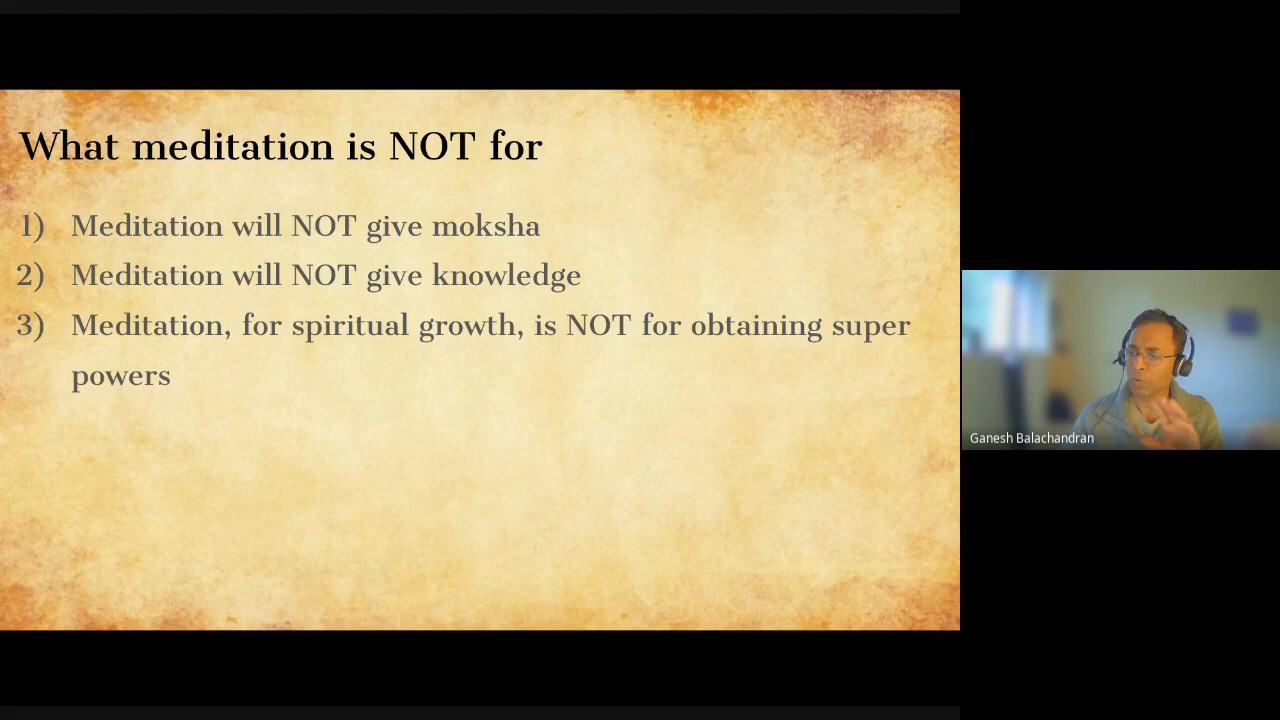 What meditation is NOT for
1) Meditation will NOT give moksha
2) Meditation will NOT give knowledge
3) Meditation, for spiritual growth, is NOT for obtaining super
powers
Ganesh Balachandran